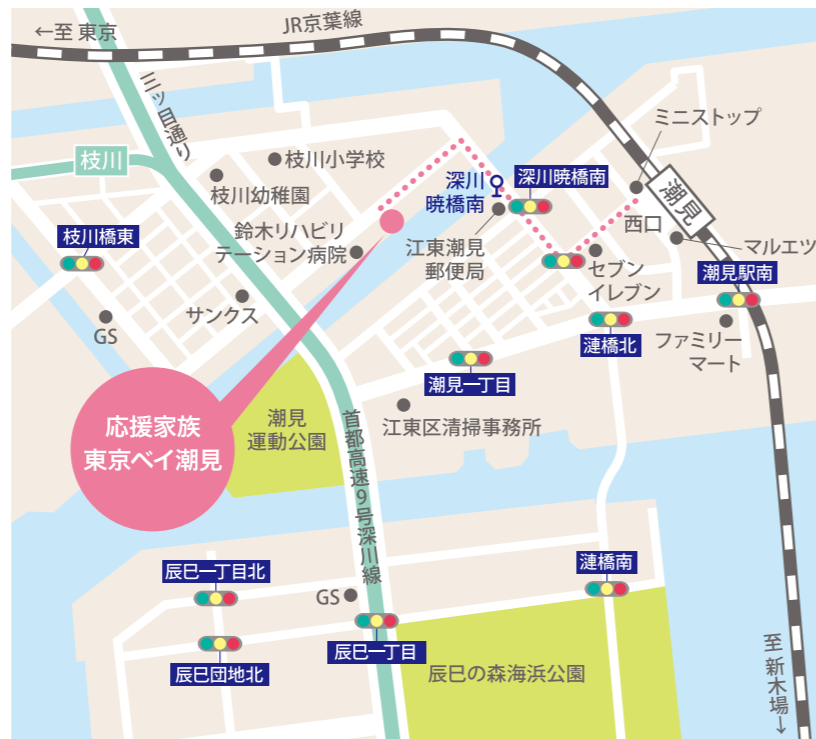 ←至 東京
JR京葉線
三ッ目通り
ミニストップ
枝川
枝川小学校
枝川幼稚園
深川
暁橋南
深川暁橋南
潮見
西口
マルエツ
枝川橋東
鈴木リハビリ
テーション病院
江東潮見
郵便局
セブン
イレブン
潮見駅南
GS
サンクス
漣橋北
ファミリー
マート
潮見一丁目
応援家族
東京ベイ潮見
潮見
運動公園
江東区清掃事務所
首都高速9号深川線
辰巳一丁目北
GS
漣橋南
辰巳団地北
辰巳一丁目
辰巳の森海浜公園
至 新木場→